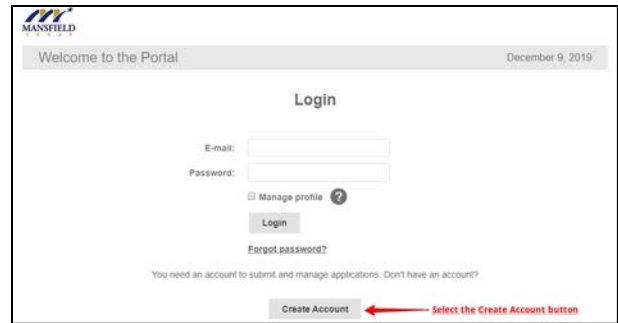 MANSFIELD
TEXAS
Welcome to the Portal
December 9, 2019
Login
E-mail:
Password:
Manage profile ?
Login
Forgot password?
You need an account to submit and manage applications. Don't have an account?
Create Account
Select the Create Account button